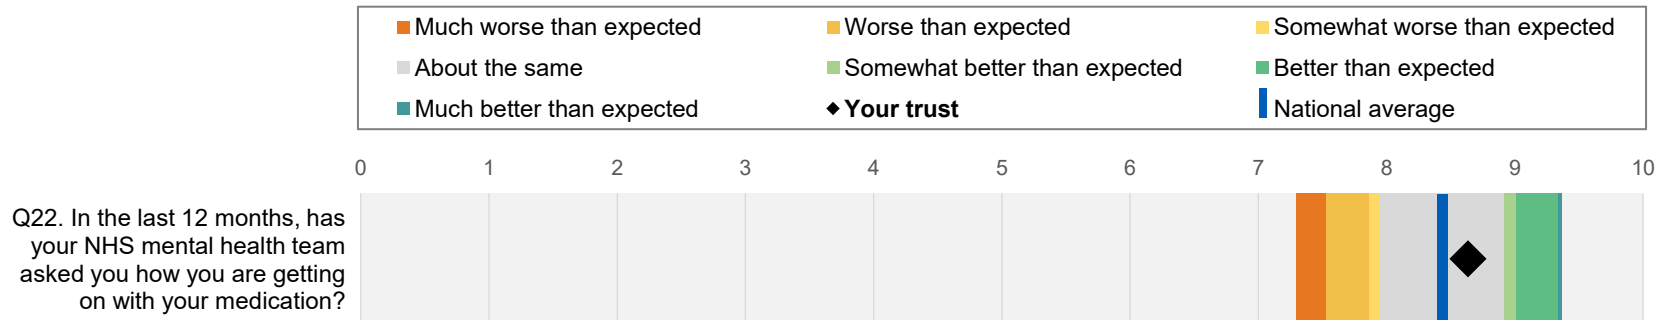 Much worse than expected Worse than expected Somewhat worse than expected
About the same Somewhat better than expected Better than expected
Much better than expected Your trust National average
0 1 2 3 4 5 6 7 8 9 10
Q22. In the last 12 months, has
your NHS mental health team
asked you how you are getting
on with your medication?